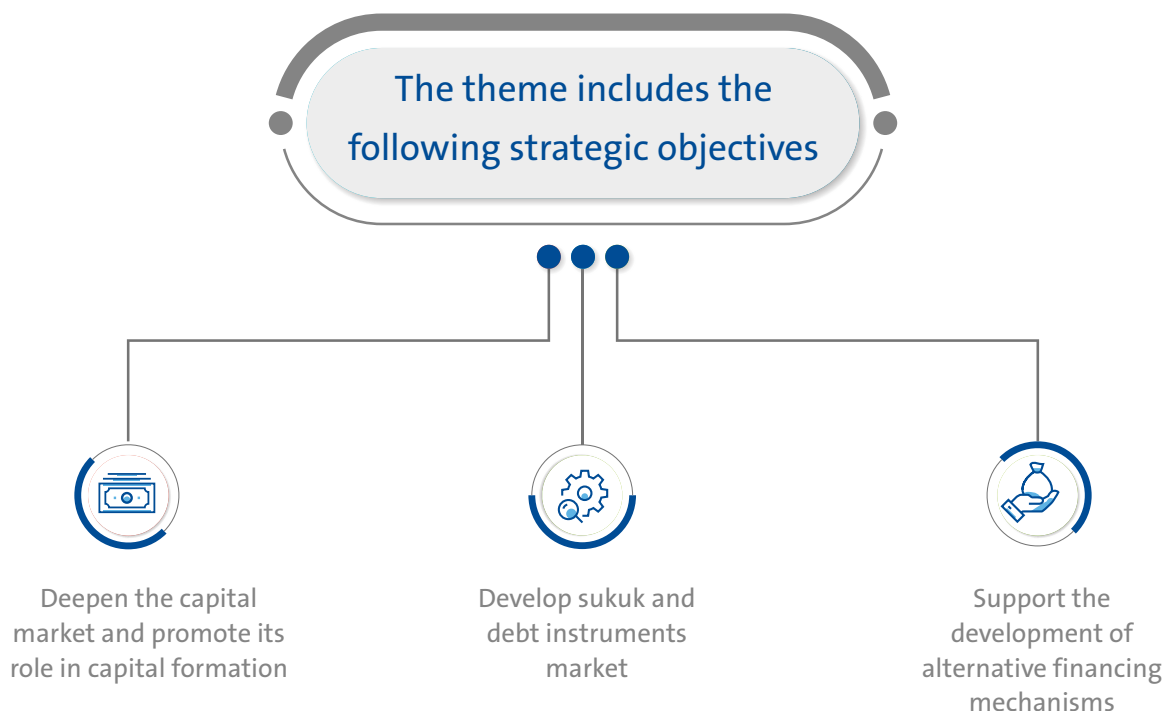 The theme includes the
following strategic objectives
Deepen the capital
market and promote its
role in capital formation
Develop sukuk and
debt instruments
market
Support the
development of
alternative financing
mechanisms